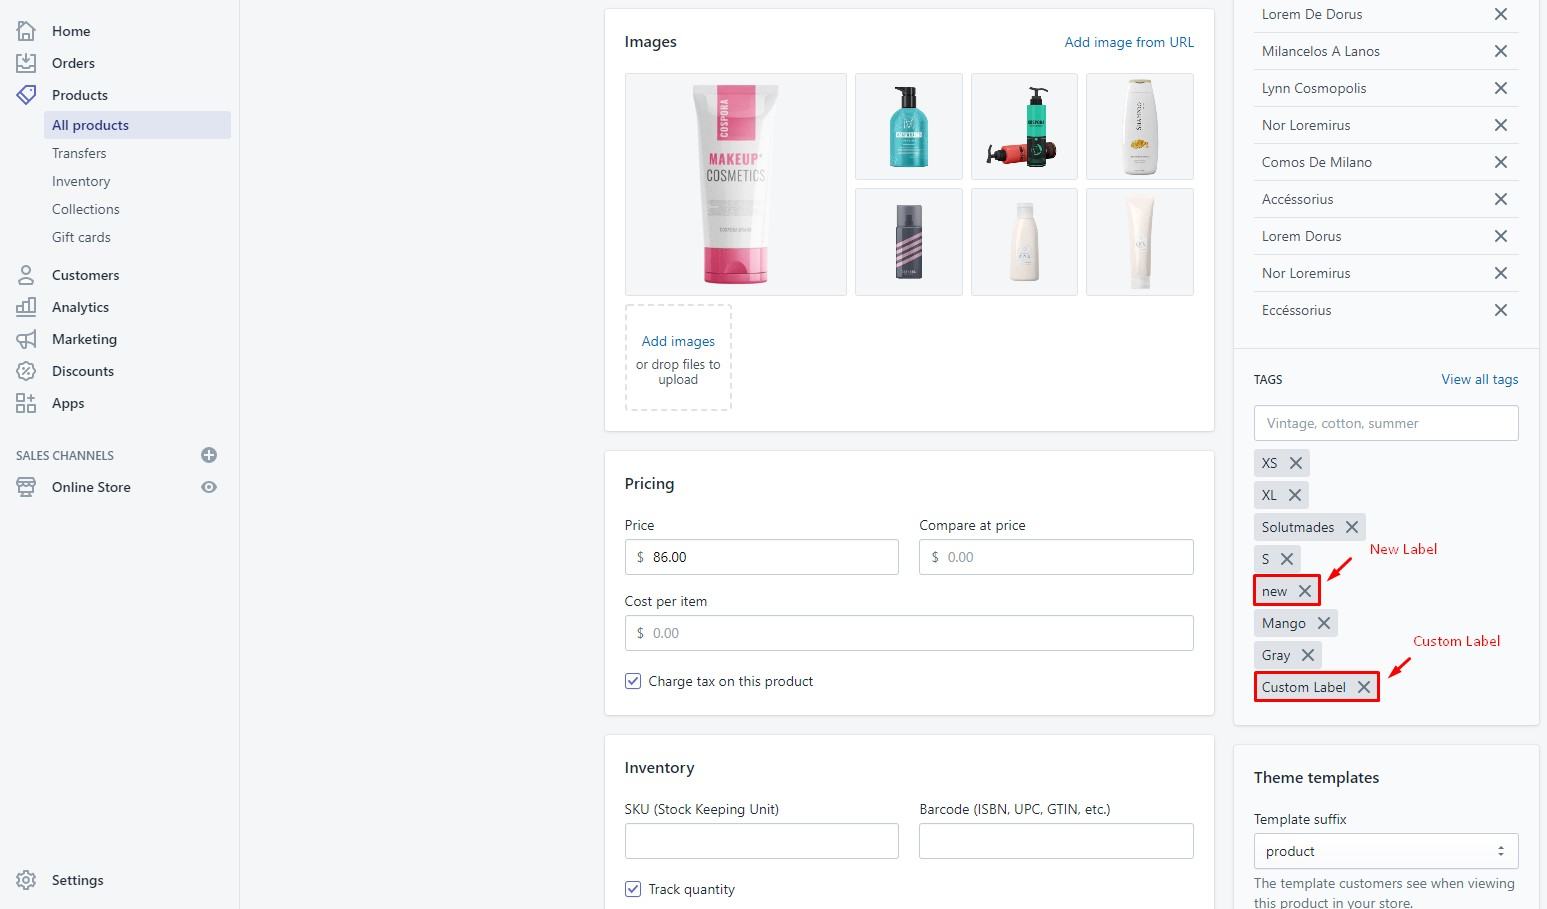 Home
Orders
Products
All products
Transfers
Inventory
Collections
Gift cards
Customers
Analytics
Marketing
Discounts
Apps
SALES CHANNELS
Online Store
Settings
Images
Add image from URL
COSPORA
MAKEUP
COSMETICS
SHAMPOO
Add images
or drop files to
upload
Pricing
Price
Compare at price
$ 86.00
$ 0.00
Cost per item
$ 0.00
Charge tax on this product
Inventory
SKU (Stock Keeping Unit)
Barcode (ISBN, UPC, GTIN, etc.)
Track quantity
Lorem De Dorus
Milancelos A Lanos
Lynn Cosmopolis
Nor Loremirus
Comos De Milano
Accéssorius
Lorem Dorus
Nor Loremirus
Eccéssorius
TAGS
View all tags
Vintage, cotton, summer
XS
XL
Solutmades
S
New Label
new
Mango
Custom Label
Gray
Custom Label
Theme templates
Template suffix
product
The template customers see when viewing
this product in your store.